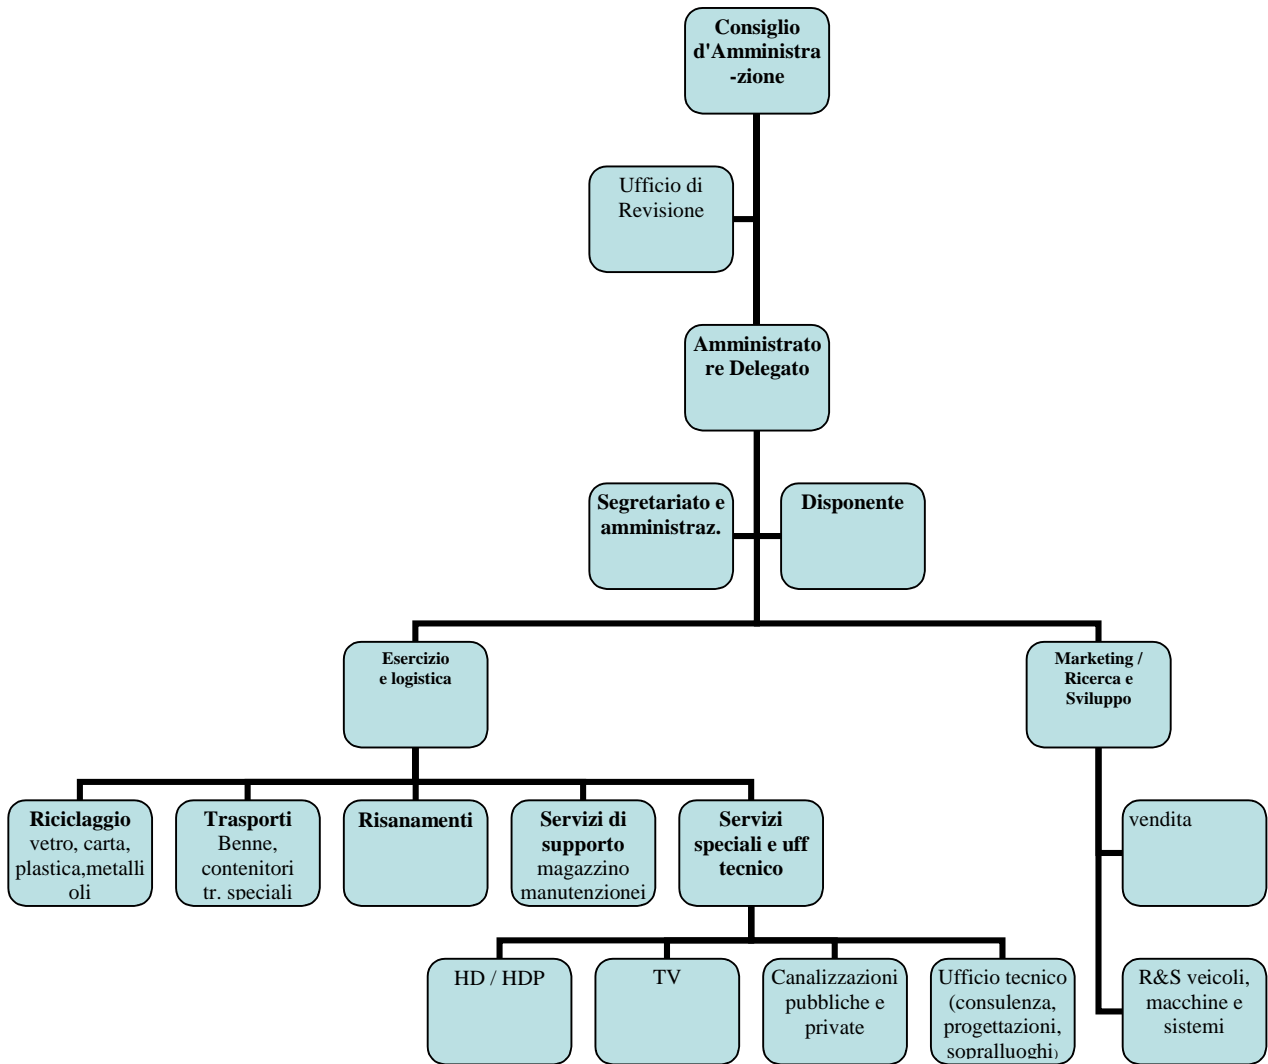 Consiglio
d'Amministra
-zione
Ufficio di
Revisione
Amministrato
re Delegato
Segretariato e
amministraz.
Disponente
Esercizio
e logistica
Marketing /
Ricerca e
Sviluppo
Riciclaggio
vetro, carta,
plastica,metalli
oli
Trasporti
Benne,
contenitori
tr. speciali
Risanamenti
Servizi di
supporto
magazzino
manutenzionei
Servizi
speciali e uff
tecnico
vendita
HD / HDP
TV
Canalizzazioni
pubbliche e
private
Ufficio tecnico
(consulenza,
progettazioni,
sopralluoghi)
R&S veicoli,
macchine e
sistemi